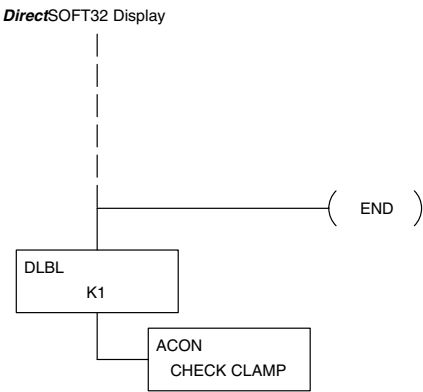 DirectSOFT32 Display
END
DLBL
K1
ACON
CHECK CLAMP